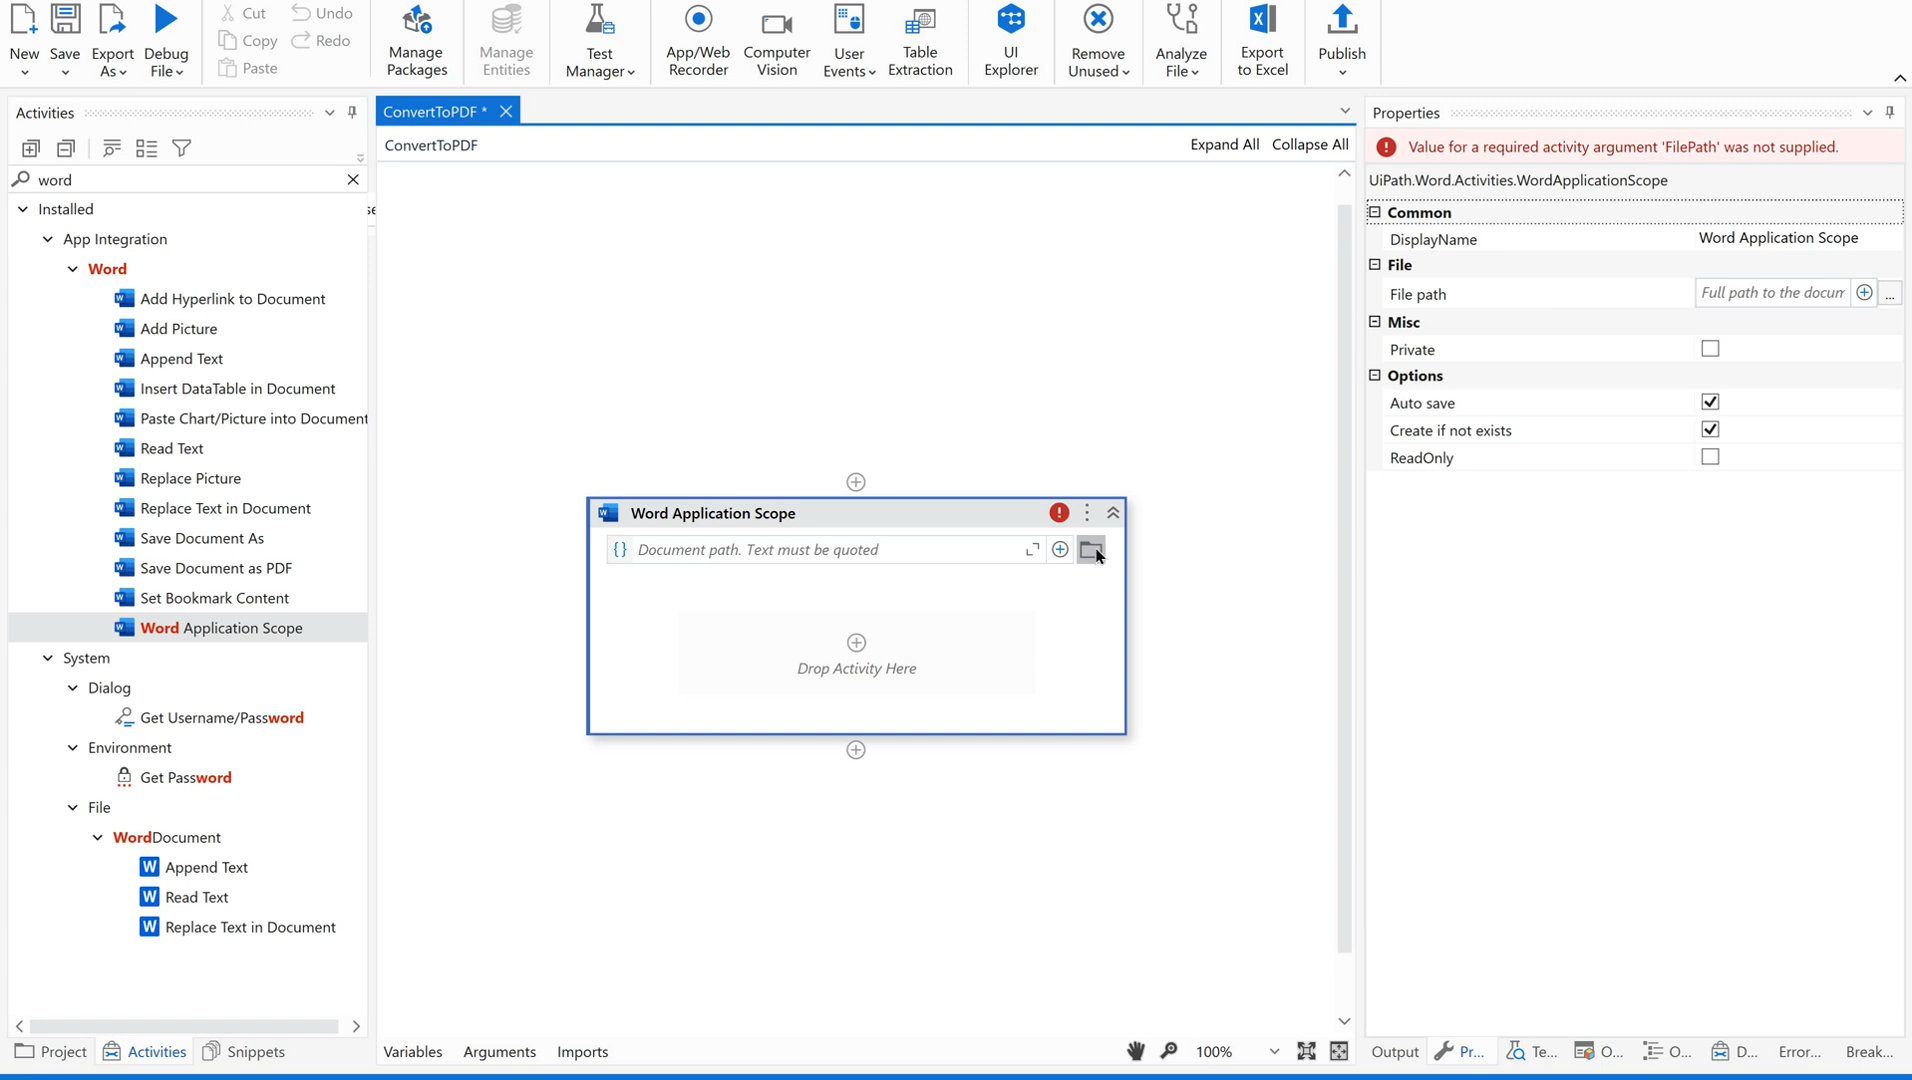 New
Save
Export
As
Debug
File
Cut
Copy
Paste
Undo
Redo
Manage
Packages
Manage
Entities
Test
Manager
App/Web
Recorder
Computer
Vision
User
Events
Table
Extraction
UI
Explorer
Remove
Unused
Analyze
File
Export
to Excel
Publish
Activities
word
Installed
App Integration
Word
Add Hyperlink to Document
Add Picture
Append Text
Insert DataTable in Document
Paste Chart/Picture into Document
Read Text
Replace Picture
Replace Text in Document
Save Document As
Save Document as PDF
Set Bookmark Content
Word Application Scope
System
Dialog
Get Username/Password
Environment
Get Password
File
WordDocument
Append Text
Read Text
Replace Text in Document
Project
Activities
Snippets
ConvertToPDF *
ConvertToPDF
Expand All
Collapse All
Word Application Scope
{} Document path. Text must be quoted
Drop Activity Here
Variables
Arguments
Imports
100%
Properties
Value for a required activity argument 'FilePath' was not supplied.
UiPath.Word.Activities.WordApplicationScope
Common
DisplayName
Word Application Scope
File
File path
Full path to the docum
...
Misc
Private
Options
Auto save
Create if not exists
ReadOnly
Output
Pr...
Te...
O...
O...
D...
Error...
Break...